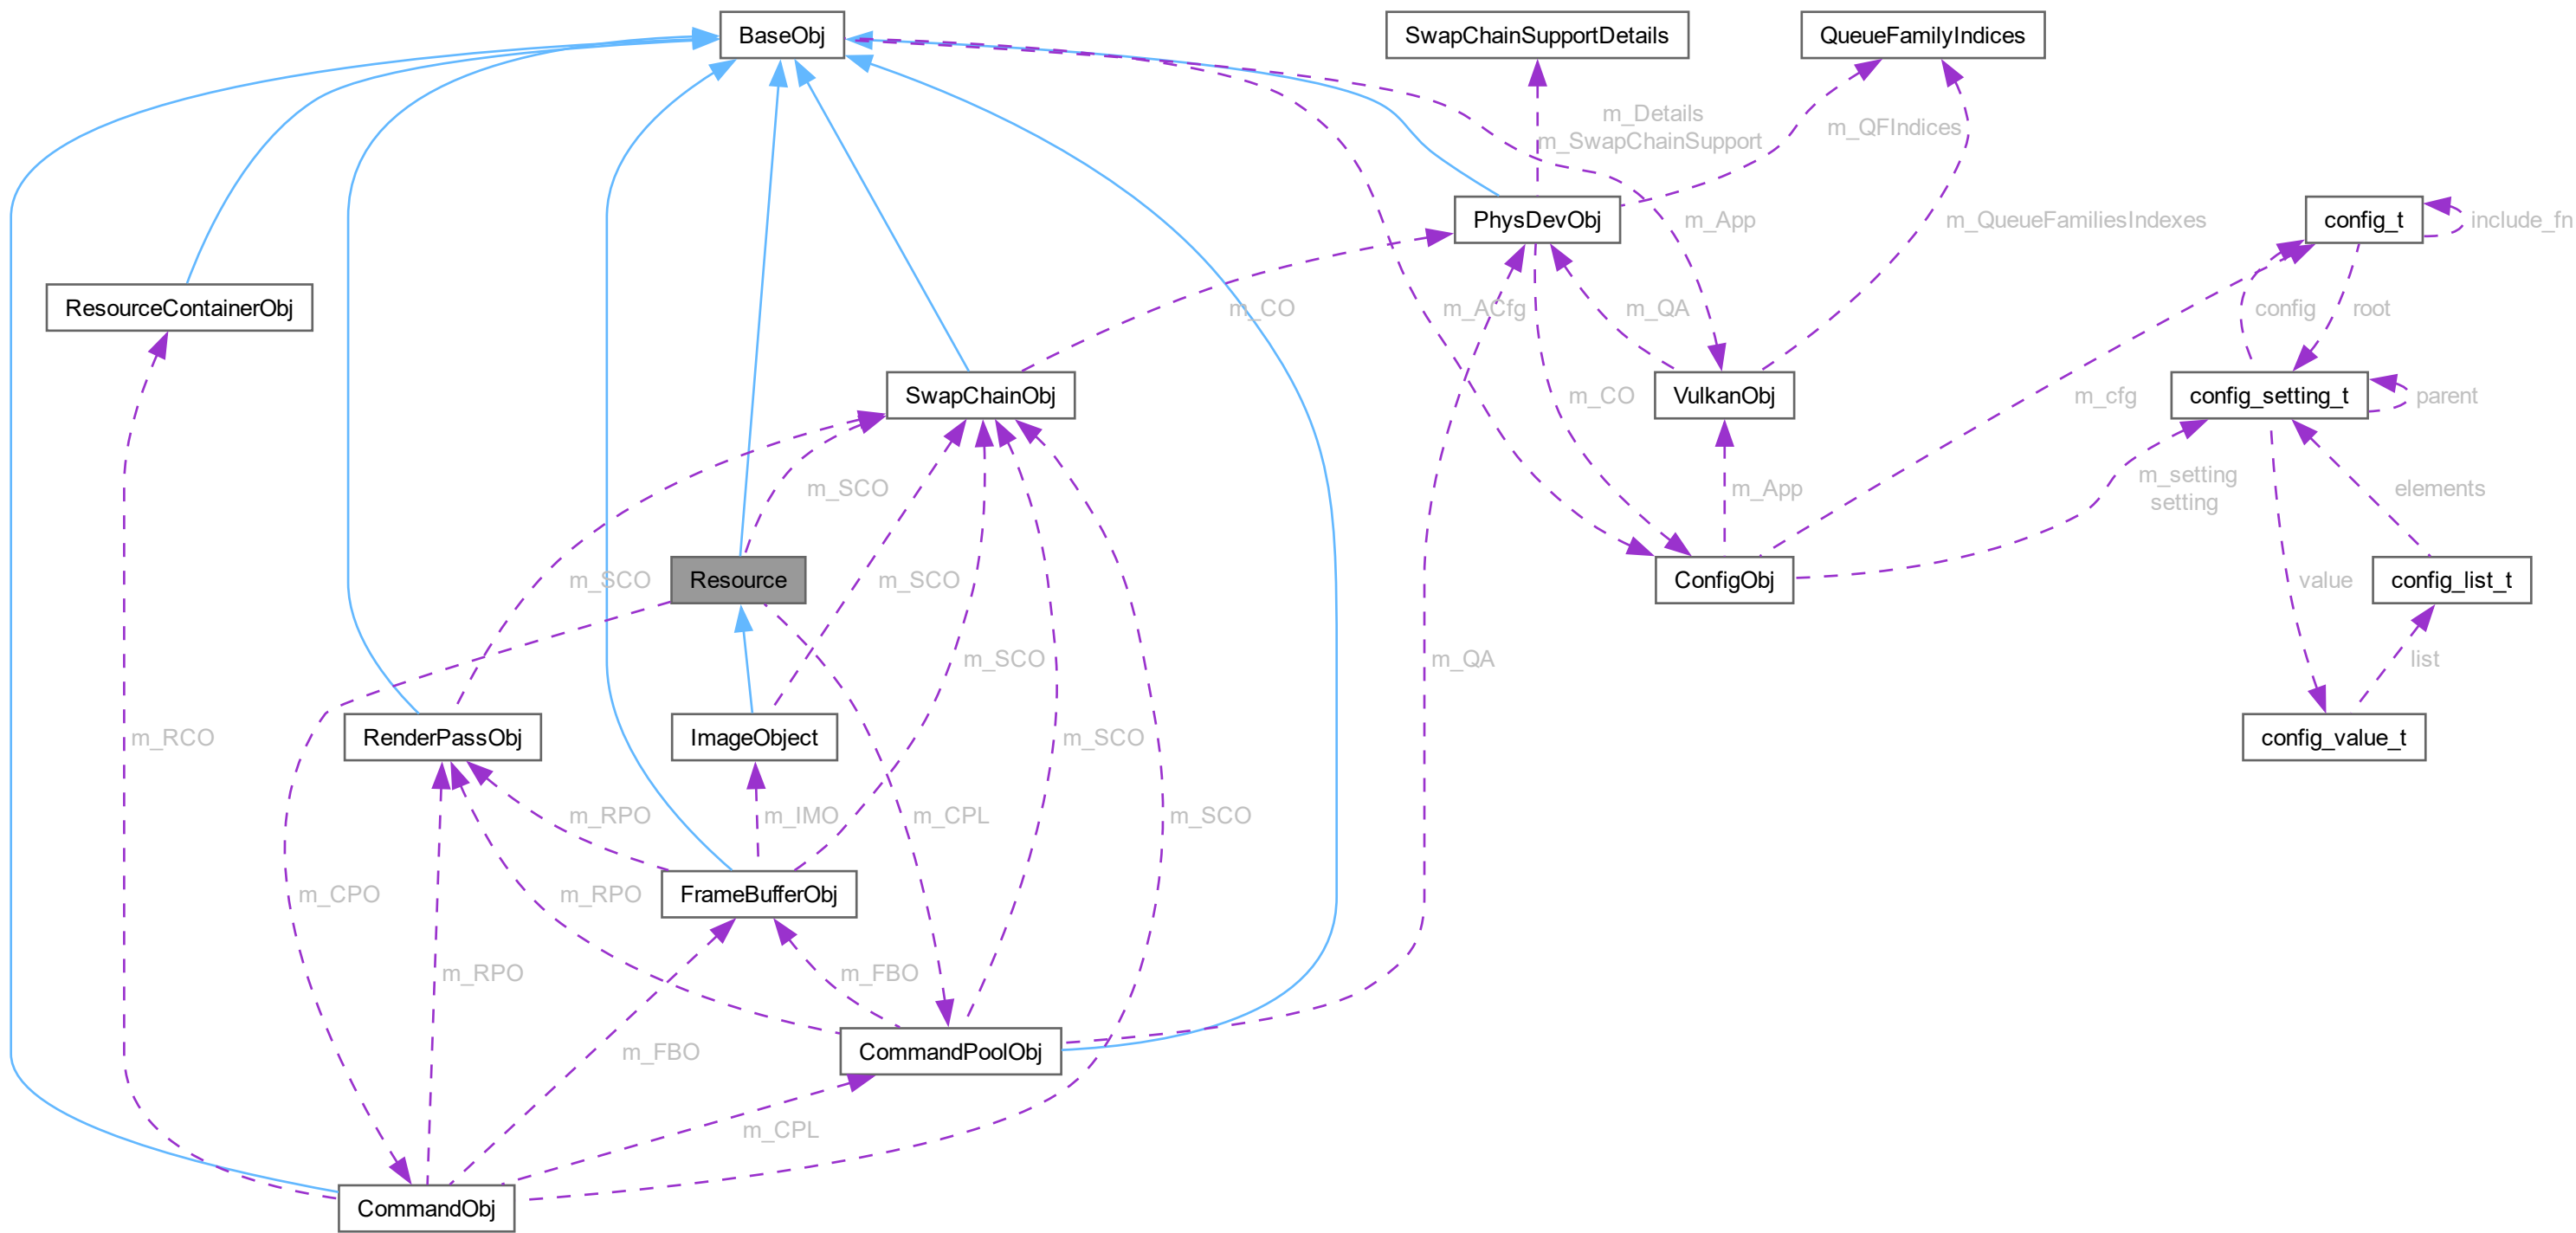 BaseObj
SwapChainSupportDetails
QueueFamilyIndices
m_Details
m_SwapChainSupport
m_QFIndices
PhysDevObj
m_App
m_QueueFamiliesIndexes
config_t
include_fn
ResourceContainerObj
m_CO
m_ACfg
m_QA
config
root
SwapChainObj
m_CO
VulkanObj
m_cfg
config_setting_t
parent
m_SCO
m_App
m_setting
setting
elements
m_SCO
Resource
m_SCO
ConfigObj
value
config_list_t
m_SCO
m_QA
list
m_RCO
RenderPassObj
ImageObject
m_SCO
config_value_t
m_RPO
m_IMO
m_CPL
m_SCO
m_CPO
m_RPO
FrameBufferObj
m_RPO
m_FBO
m_FBO
CommandPoolObj
m_CPL
CommandObj